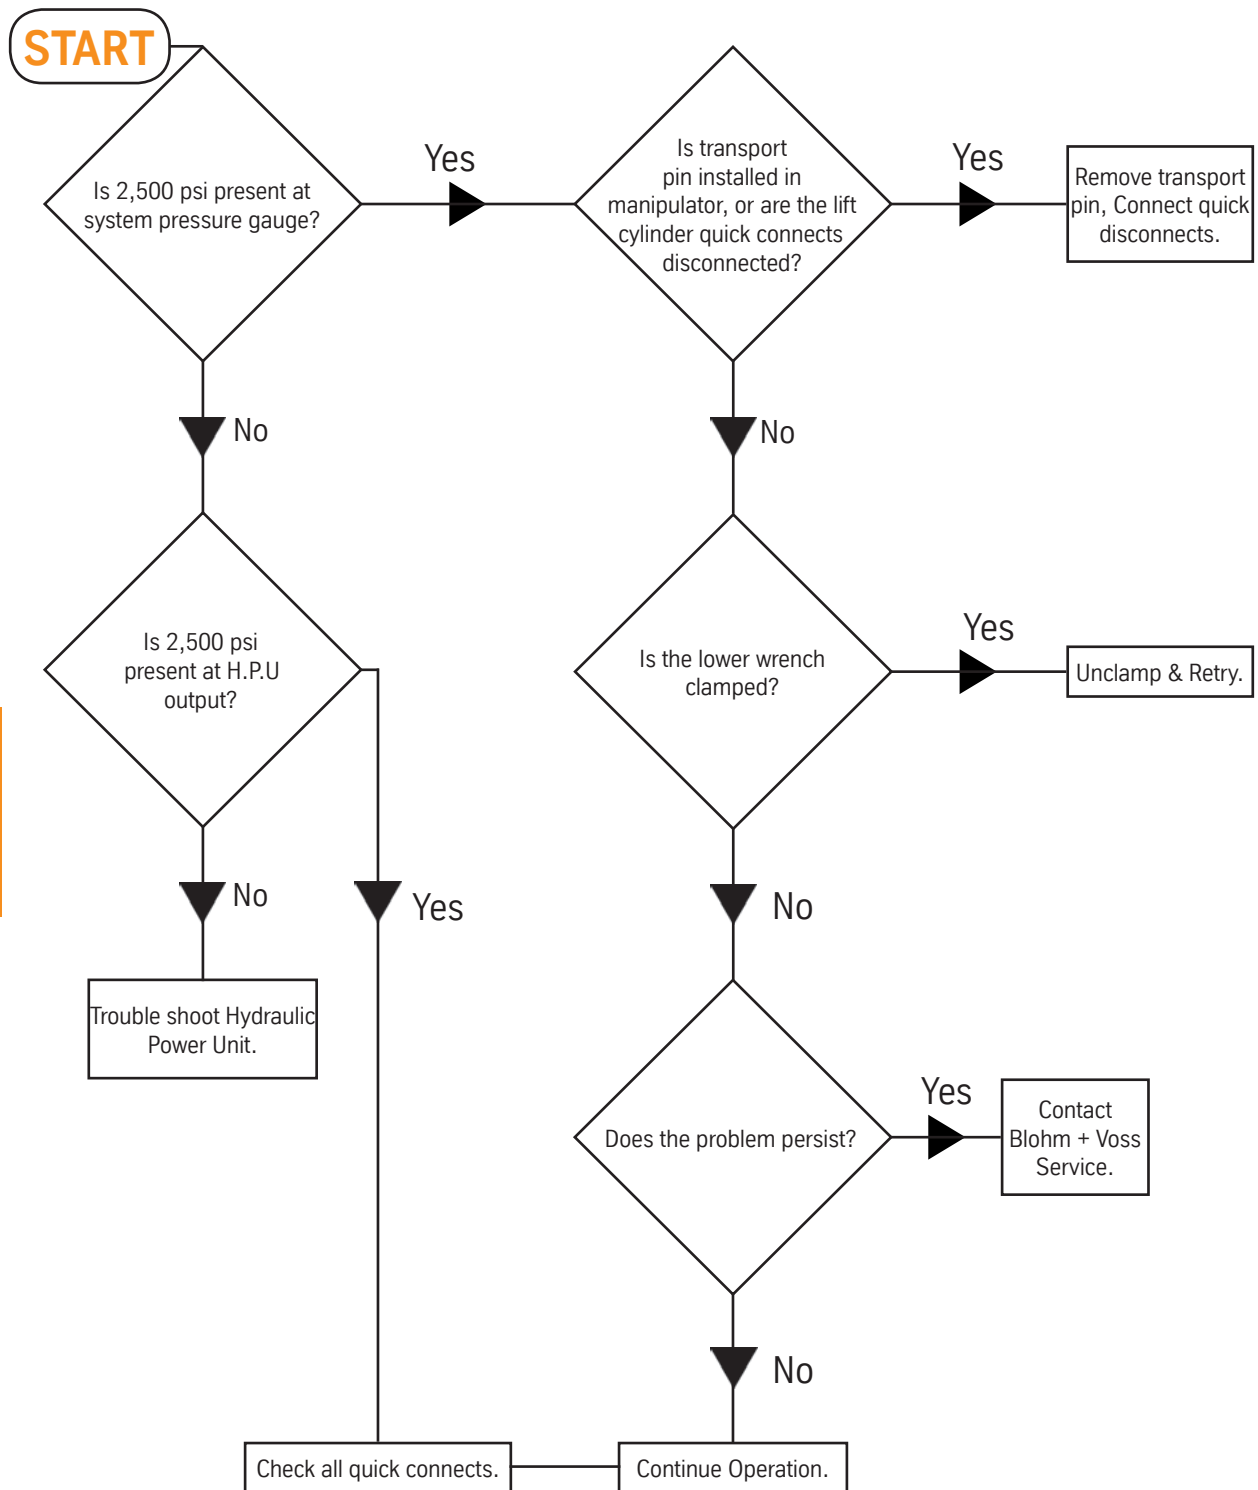 START
Is 2,500 psi present at
system pressure gauge?
Yes
Is transport
pin installed in
manipulator, or are the lift
cylinder quick connects
disconnected?
Yes
Remove transport
pin, Connect quick
disconnects.
No
No
Is 2,500 psi
present at H.P.U
output?
Is the lower wrench
clamped?
Yes
Unclamp & Retry.
No
Yes
No
Trouble shoot Hydraulic
Power Unit.
Does the problem persist?
Yes
Contact
Blohm + Voss
Service.
No
Check all quick connects.
Continue Operation.